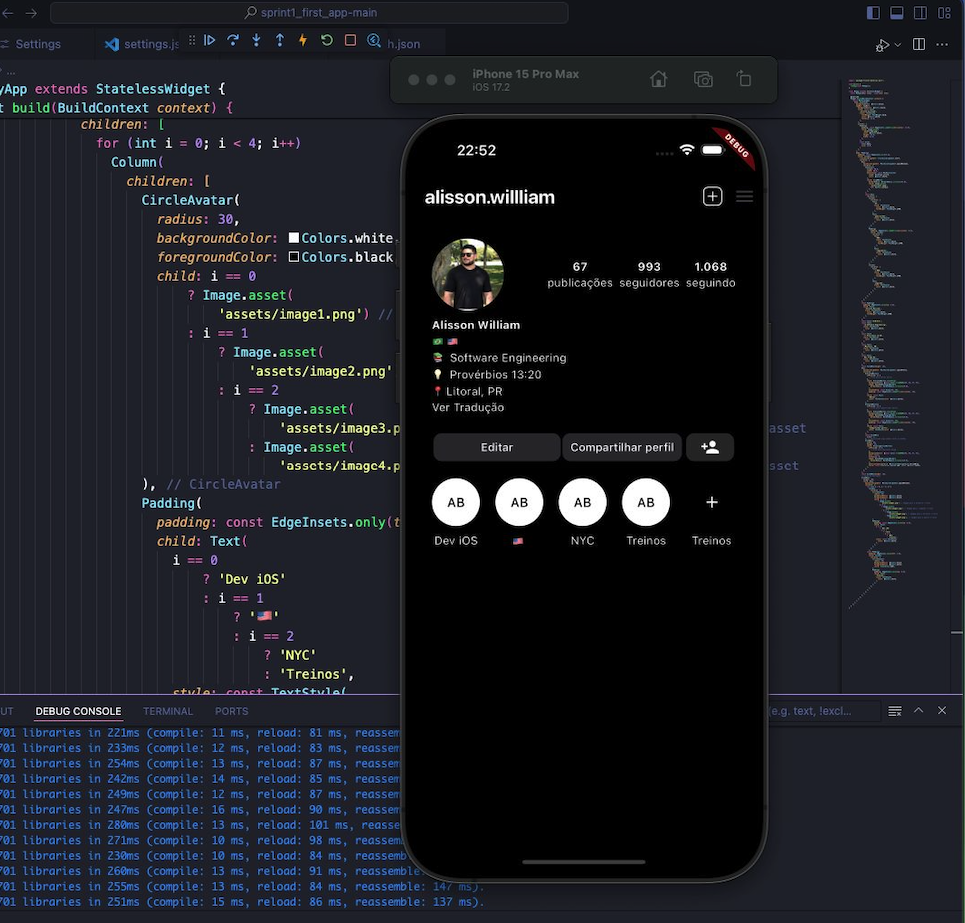 sprint1_first_app-main
Settings
settings.js
h.json
...
yApp extends StatelessWidget {
t build(BuildContext context) {
children: [
for (int i = 0; i < 4; i++)
Column(
children: [
CircleAvatar(
radius: 30,
backgroundColor: Colors.white
foregroundColor: Colors.black
child: i == 0
? Image.asset(
'assets/image1.png') //
: i == 1
? Image.asset(
'assets/image2.png'
: i == 2
? Image.asset(
'assets/image3.p
asset
: Image.asset(
'assets/image4.p
sset
), // CircleAvatar
Padding(
padding: const EdgeInsets.only(t
child: Text(
i == 0
? 'Dev iOS'
: i == 1
? '🇺🇸'
: i == 2
? 'NYC'
: 'Treinos',
style: const TextStyle(
iPhone 15 Pro Max
iOS 17.2
22:52
DEBUG
alisson.willliam
67 993 1.068
publicações seguidores seguindo
Alisson William
🇧🇷 🇺🇸
📚 Software Engineering
💡 Provérbios 13:20
📍 Litoral, PR
Ver Tradução
Editar Compartilhar perfil
AB AB AB AB +
Dev iOS 🇺🇸 NYC Treinos Treinos
UT DEBUG CONSOLE TERMINAL PORTS
(e.g. text, !excl...
701 libraries in 221ms (compile: 11 ms, reload: 81 ms, reassem
701 libraries in 233ms (compile: 12 ms, reload: 83 ms, reassem
701 libraries in 254ms (compile: 13 ms, reload: 87 ms, reassem
701 libraries in 242ms (compile: 14 ms, reload: 85 ms, reassem
701 libraries in 249ms (compile: 12 ms, reload: 87 ms, reassem
701 libraries in 247ms (compile: 16 ms, reload: 90 ms, reassem
701 libraries in 280ms (compile: 13 ms, reload: 101 ms, reasse
701 libraries in 271ms (compile: 10 ms, reload: 98 ms, reassem
701 libraries in 230ms (compile: 10 ms, reload: 84 ms, reassemb
701 libraries in 260ms (compile: 13 ms, reload: 91 ms, reassemble:
701 libraries in 255ms (compile: 13 ms, reload: 84 ms, reassemble: 147 ms).
701 libraries in 251ms (compile: 15 ms, reload: 86 ms, reassemble: 137 ms).